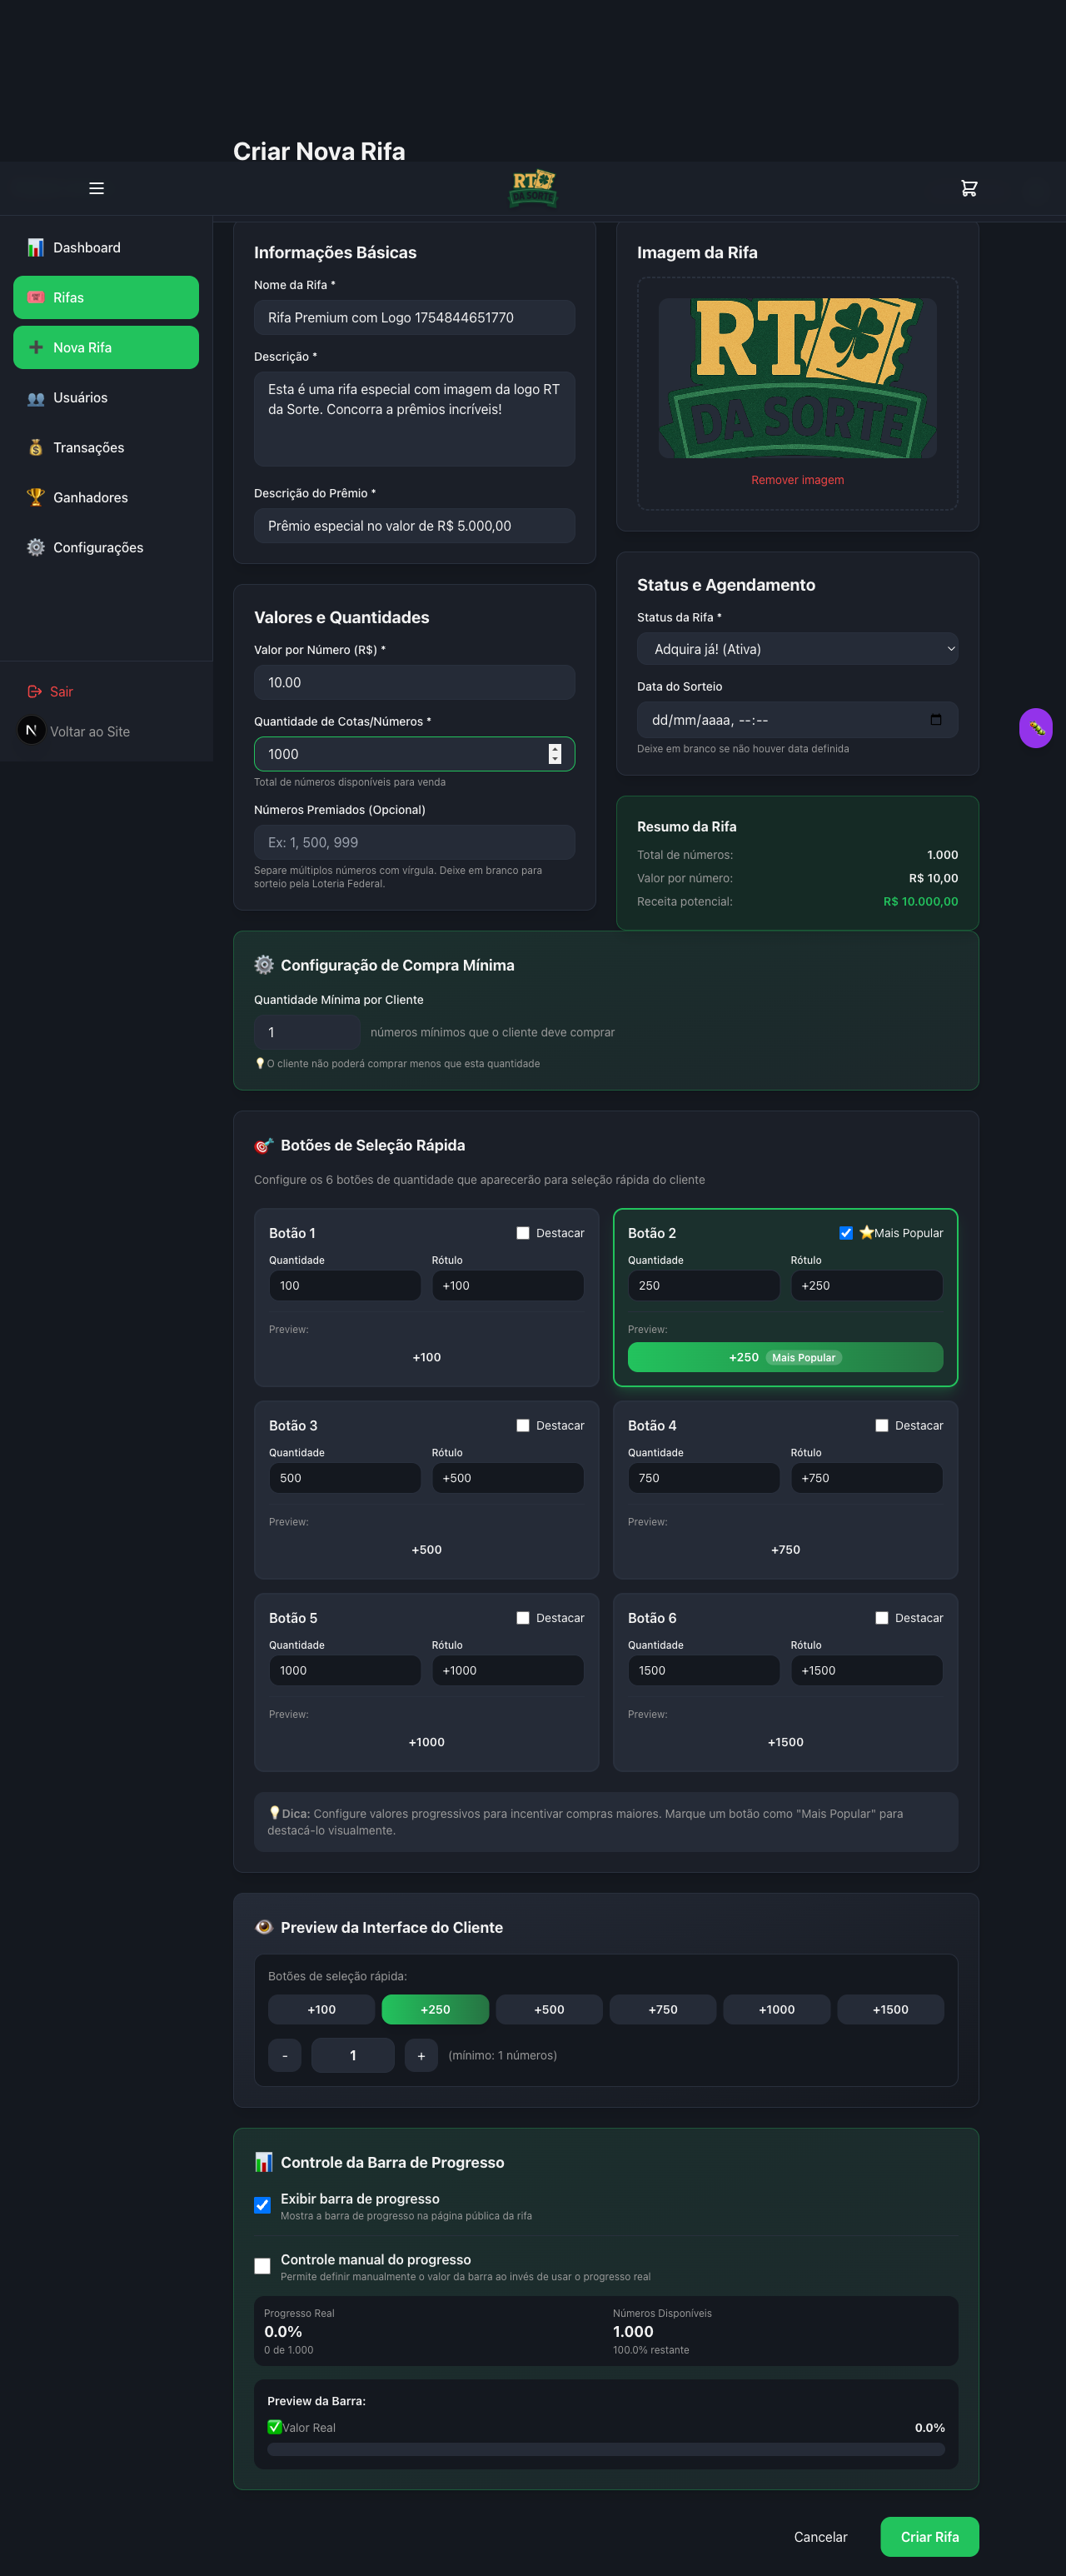 Criar Nova Rifa
RT
DA SORTE
Dashboard
Rifas
Nova Rifa
Usuários
Transações
Ganhadores
Configurações
Sair
N
Voltar ao Site
Informações Básicas
Nome da Rifa *
Rifa Premium com Logo 1754844651770
Descrição *
Esta é uma rifa especial com imagem da logo RT
da Sorte. Concorra a prêmios incríveis!
Descrição do Prêmio *
Prêmio especial no valor de R$ 5.000,00
Imagem da Rifa
RT
DA SORTE
Remover imagem
Valores e Quantidades
Valor por Número (R$) *
10.00
Quantidade de Cotas/Números *
1000
Total de números disponíveis para venda
Números Premiados (Opcional)
Ex: 1, 500, 999
Separe múltiplos números com vírgula. Deixe em branco para
sorteio pela Loteria Federal.
Status e Agendamento
Status da Rifa *
Adquira já! (Ativa)
Data do Sorteio
dd/mm/aaaa, --:--
Deixe em branco se não houver data definida
Resumo da Rifa
Total de números: 1.000
Valor por número: R$ 10,00
Receita potencial: R$ 10.000,00
Configuração de Compra Mínima
Quantidade Mínima por Cliente
1 números mínimos que o cliente deve comprar
O cliente não poderá comprar menos que esta quantidade
Botões de Seleção Rápida
Configure os 6 botões de quantidade que aparecerão para seleção rápida do cliente
Botão 1 Destacar
Quantidade Rótulo
100 +100
Preview:
+100
Botão 2 Mais Popular
Quantidade Rótulo
250 +250
Preview:
+250 Mais Popular
Botão 3 Destacar
Quantidade Rótulo
500 +500
Preview:
+500
Botão 4 Destacar
Quantidade Rótulo
750 +750
Preview:
+750
Botão 5 Destacar
Quantidade Rótulo
1000 +1000
Preview:
+1000
Botão 6 Destacar
Quantidade Rótulo
1500 +1500
Preview:
+1500
Dica: Configure valores progressivos para incentivar compras maiores. Marque um botão como "Mais Popular" para
destacá-lo visualmente.
Preview da Interface do Cliente
Botões de seleção rápida:
+100 +250 +500 +750 +1000 +1500
- 1 + (mínimo: 1 números)
Controle da Barra de Progresso
Exibir barra de progresso
Mostra a barra de progresso na página pública da rifa
Controle manual do progresso
Permite definir manualmente o valor da barra ao invés de usar o progresso real
Progresso Real
0.0%
0 de 1.000
Números Disponíveis
1.000
100.0% restante
Preview da Barra:
Valor Real 0.0%
Cancelar
Criar Rifa